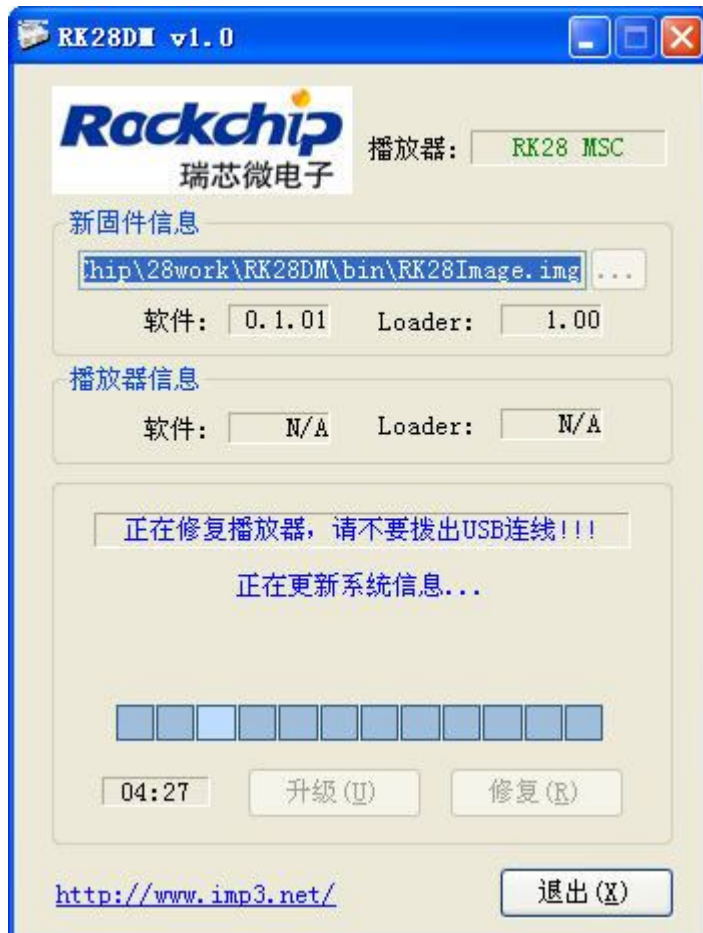 RK28DM v1.0
Rockchip
瑞芯微电子
播放器: RK28 MSC
新固件信息
Chip\28work\RK28DM\bin\RK28Image.img ...
软件: 0.1.01 Loader: 1.00
播放器信息
软件: N/A Loader: N/A
正在修复播放器，请不要拨出USB连线!!!
正在更新系统信息...
04:27 升级(U) 修复(R)
http://www.imp3.net/ 退出(X)